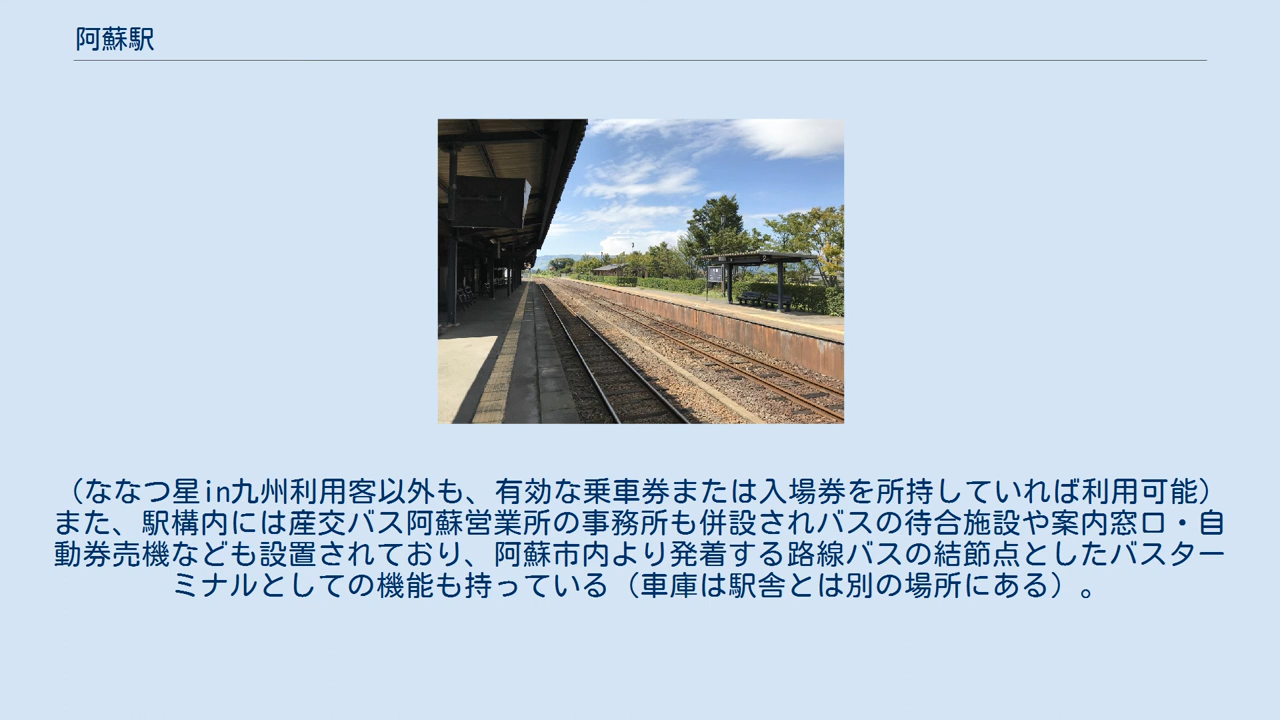 阿蘇駅
（ななつ星in九州利用客以外も、有効な乗車券または入場券を所持していれば利用可能）
また、駅構内には産交バス阿蘇営業所の事務所も併設されバスの待合施設や案内窓口・自
動券売機なども設置されており、阿蘇市内より発着する路線バスの結節点としたバスター
ミナルとしての機能も持っている（車庫は駅舎とは別の場所にある）。